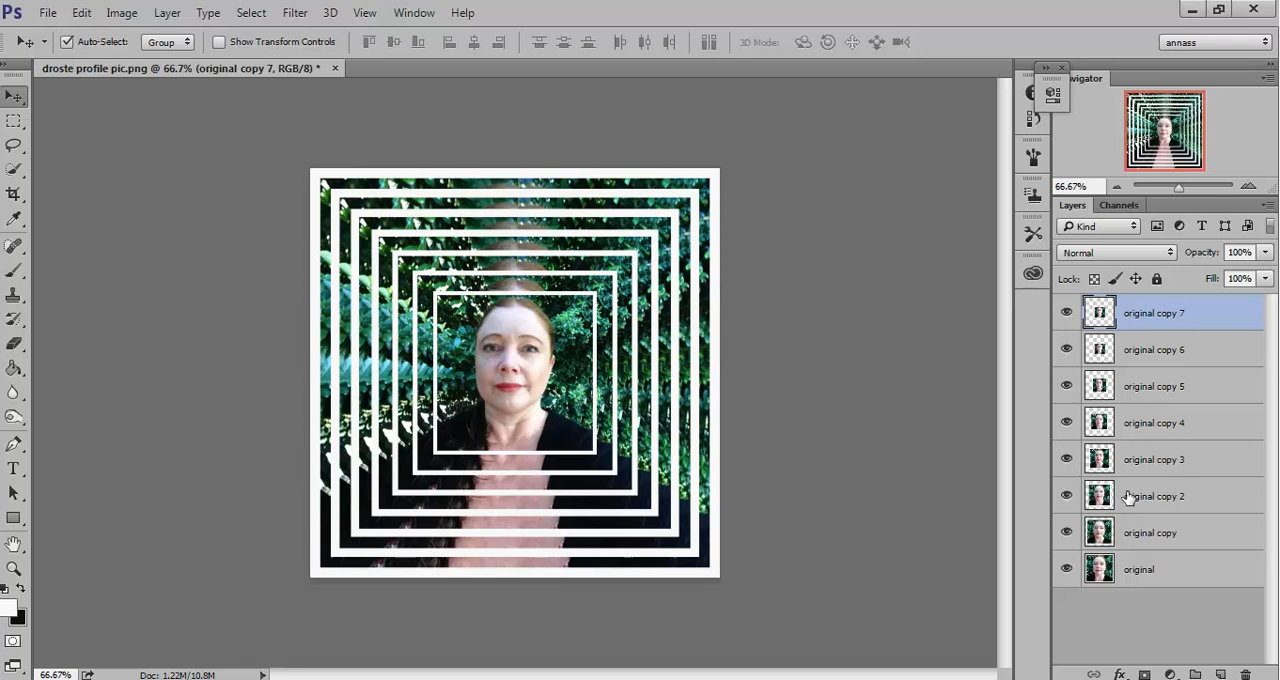 Ps File Edit Image Layer Type Select Filter 3D View Window Help
Auto-Select: Group Show Transform Controls 3D Mode: annass
droste profile pic.png @ 66.7% (original copy 7, RGB/8) * ×
avigator
66.67%
Layers Channels
Kind
Normal Opacity: 100%
Lock: Fill: 100%
original copy 7
original copy 6
original copy 5
original copy 4
original copy 3
ginal copy 2
original copy
original
66.67% Doc: 1.22M/10.8M